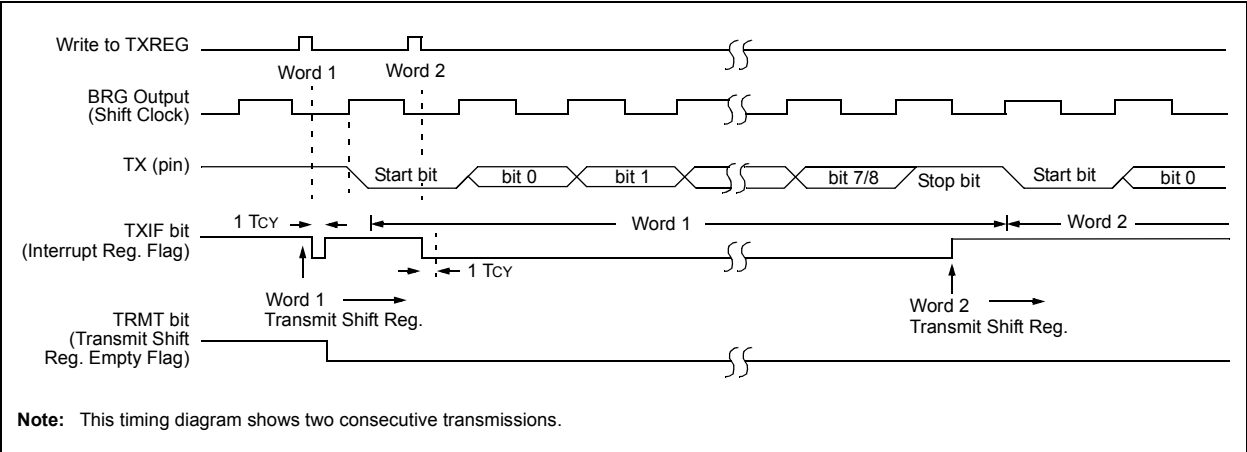 Write to TXREG
Word 1
Word 2
BRG Output
(Shift Clock)
TX (pin)
Start bit
bit 0
bit 1
bit 7/8
Stop bit
Start bit
bit 0
1 TCY
Word 1
Word 2
TXIF bit
(Interrupt Reg. Flag)
1 TCY
Word 1
Transmit Shift Reg.
Word 2
Transmit Shift Reg.
TRMT bit
(Transmit Shift
Reg. Empty Flag)
Note: This timing diagram shows two consecutive transmissions.